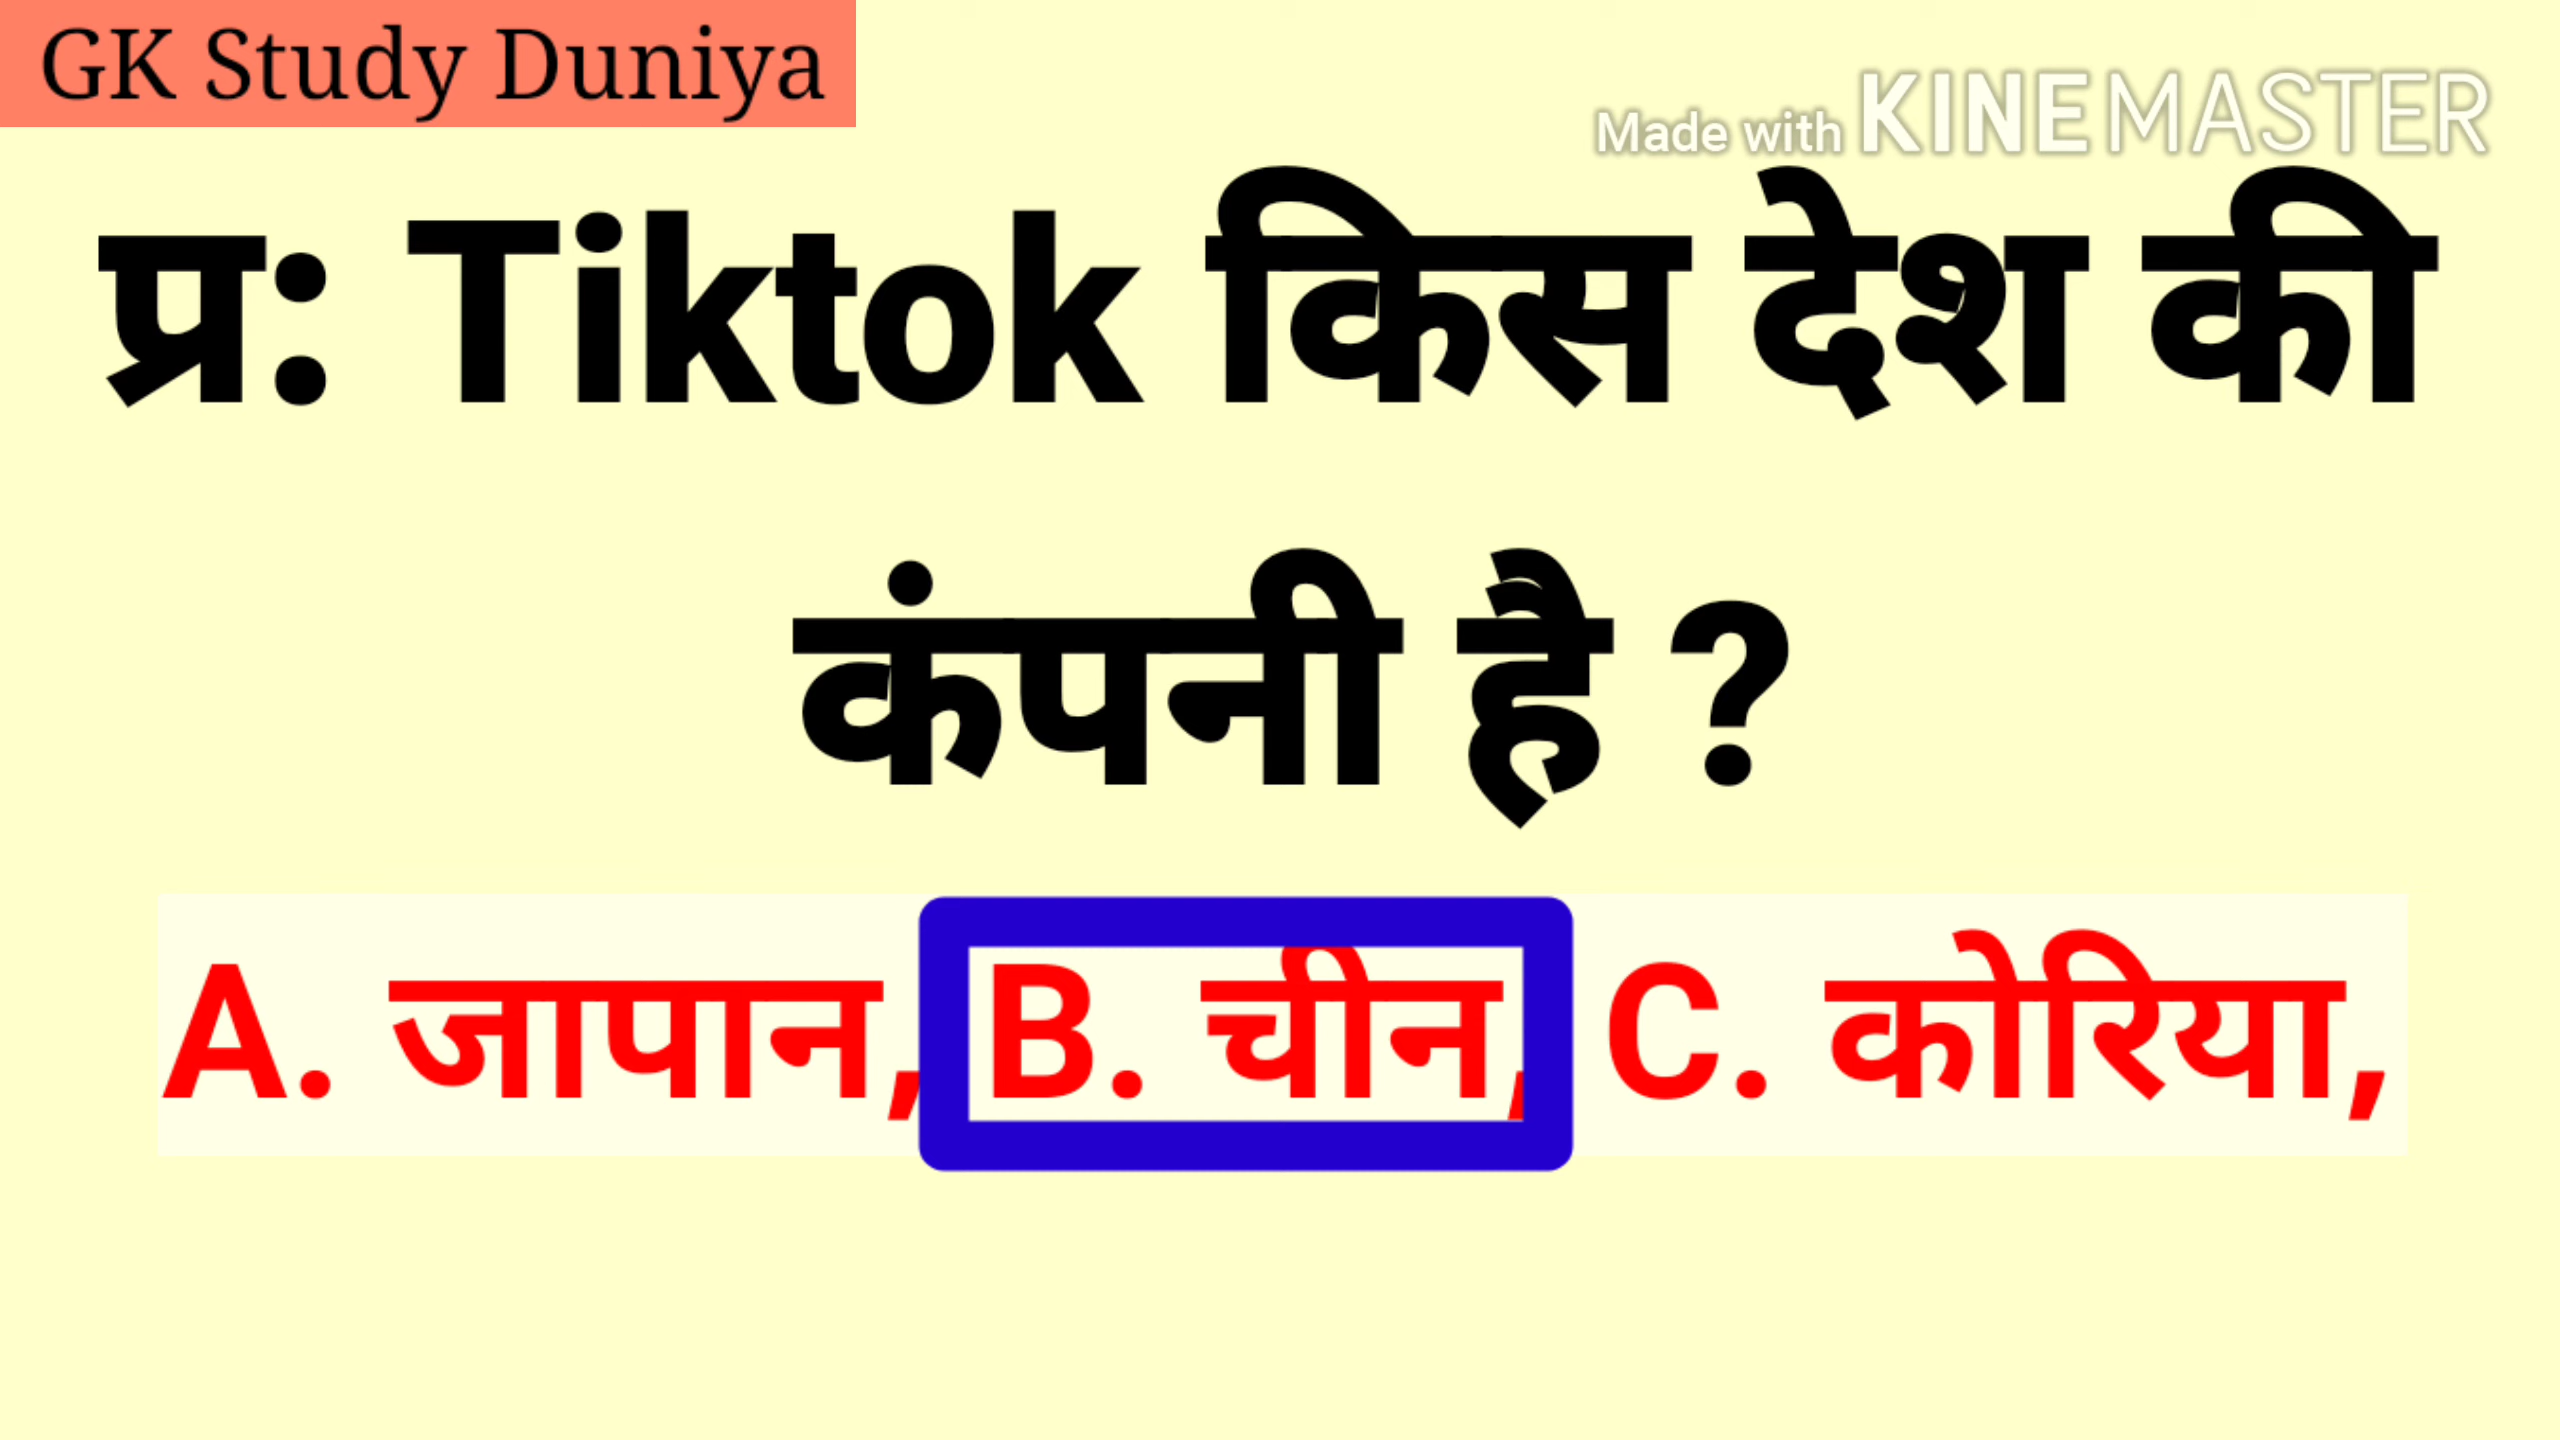 GK Study Duniya
Made with KINEMASTER
प्र: Tiktok किस देश की
कंपनी है ?
A. जापान, B. चीन, C. कोरिया,